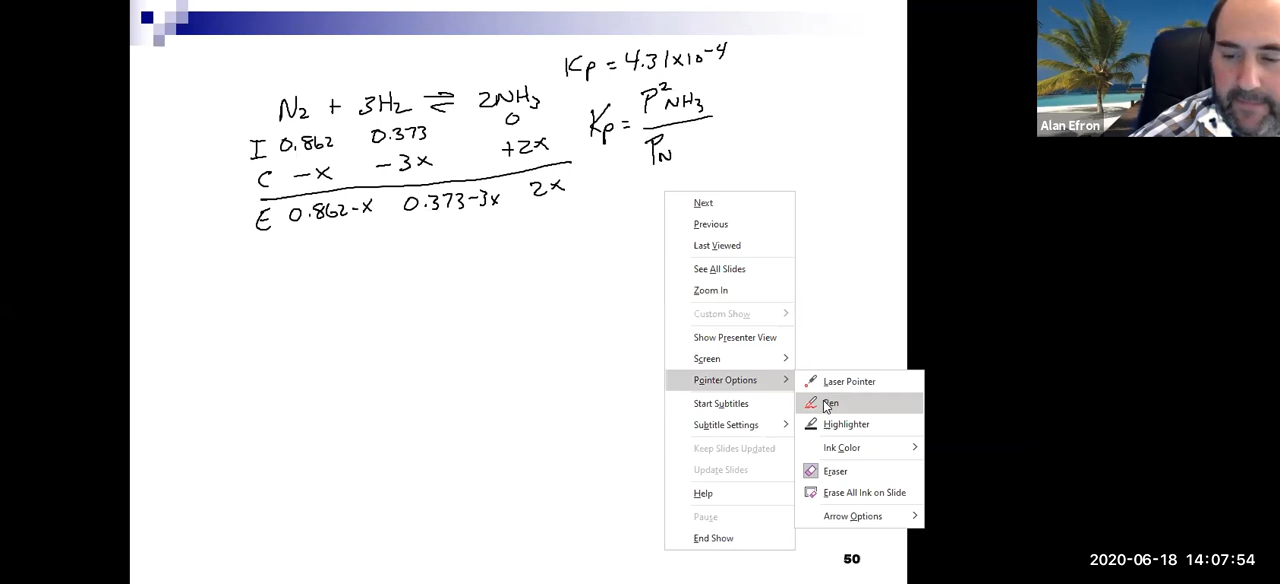 Kp = 4.31x10⁻⁴
N₂ + 3H₂ ⇌ 2NH₃
Kp = P²NH₃ / PN
I 0.862 0.373 0
C -x -3x +2x
E 0.862-x 0.373-3x 2x
Alan Efron
Next
Previous
Last Viewed
See All Slides
Zoom In
Custom Show
Show Presenter View
Screen
Pointer Options
Start Subtitles
Subtitle Settings
Keep Slides Updated
Update Slides
Help
Pause
End Show
Laser Pointer
Pen
Highlighter
Ink Color
Eraser
Erase All Ink on Slide
Arrow Options
50
2020-06-18 14:07:54